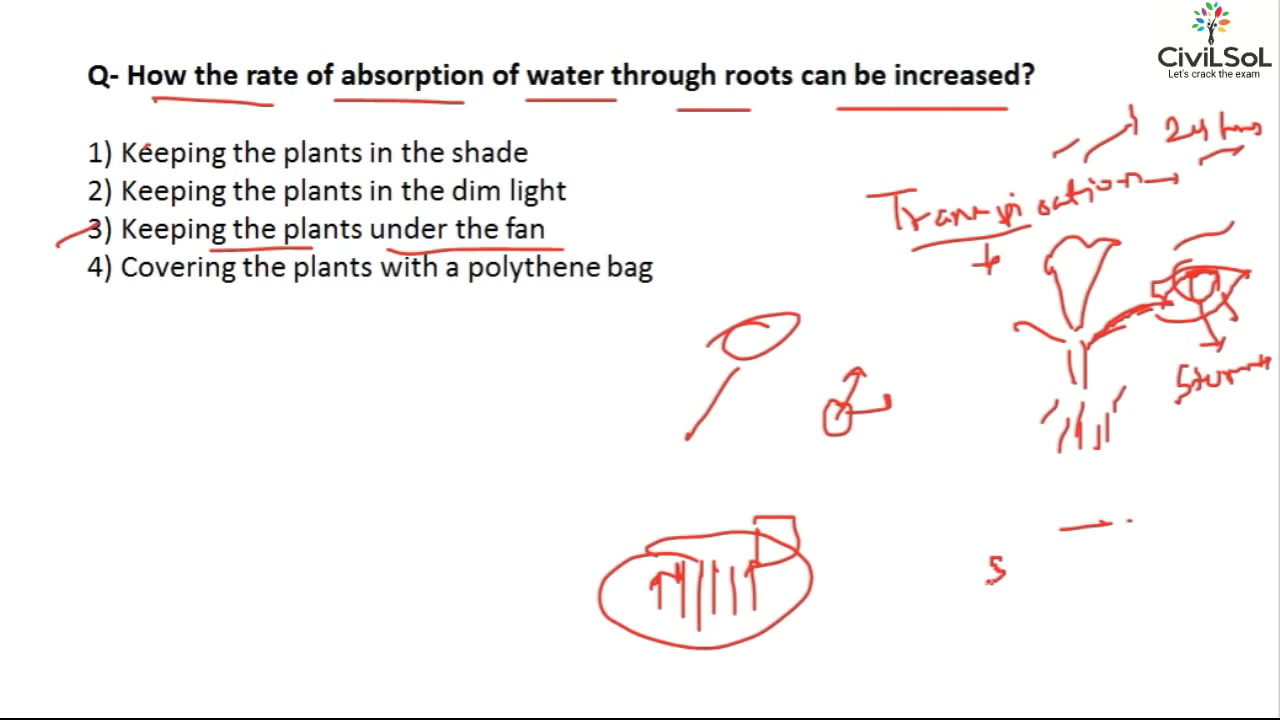 CiViLSoL
Let's crack the exam
Q- How the rate of absorption of water through roots can be increased?
1) Keeping the plants in the shade
2) Keeping the plants in the dim light
3) Keeping the plants under the fan
4) Covering the plants with a polythene bag
24
S